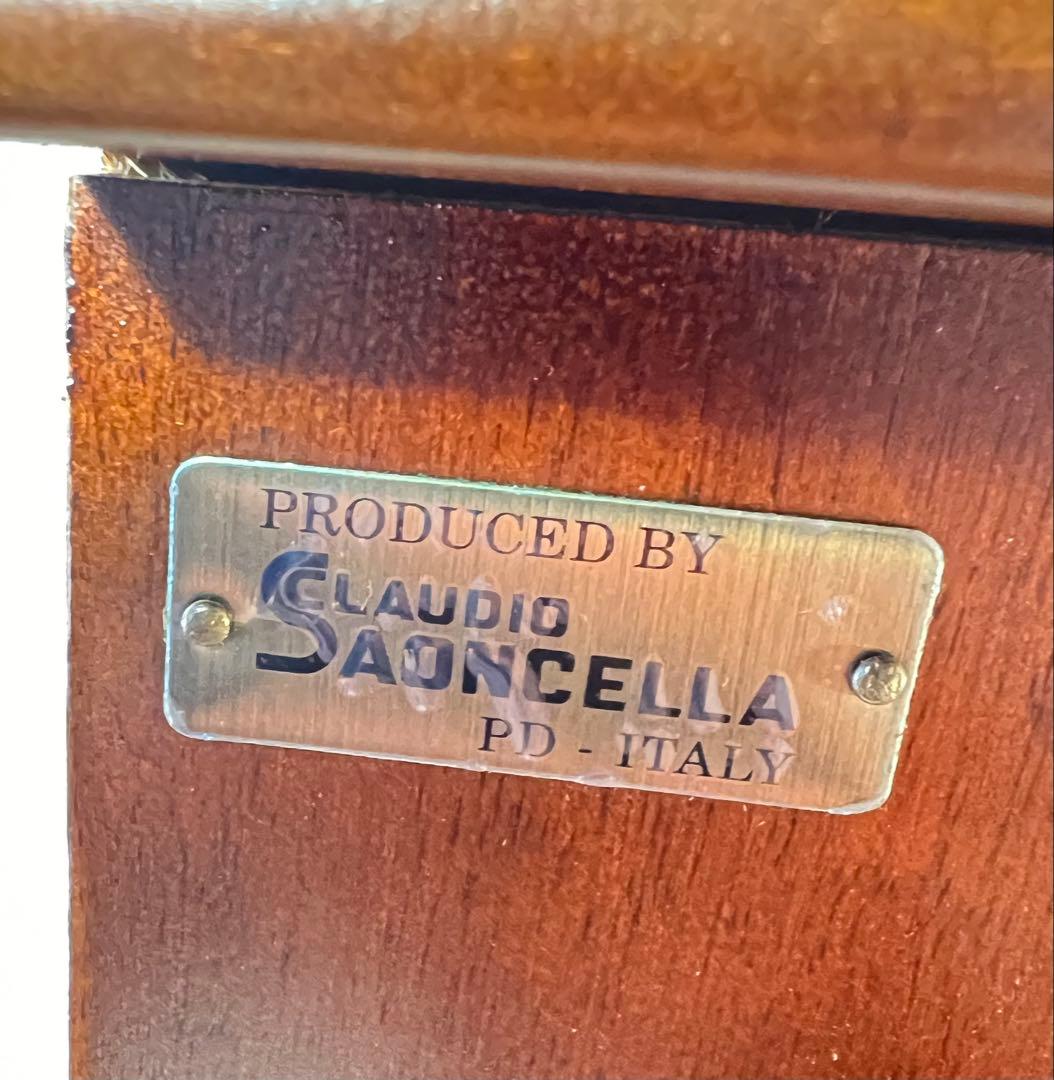 PRODUCED BY
CLAUDIO
SAONCELLA
PD - ITALY